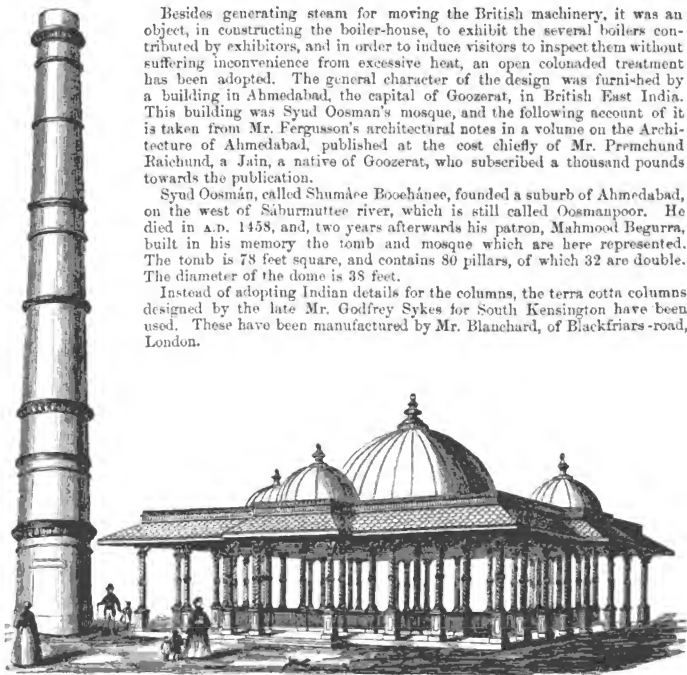 Besides generating steam for moving the British machinery, it was an
object, in constructing the boiler-house, to exhibit the several boilers con-
tributed by exhibitors, and in order to induce visitors to inspect them without
suffering inconvenience from excessive heat, an open colonaded treatment
has been adopted. The general character of the design was furnished by
a building in Ahmedabad, the capital of Goozerat, in British East India.
This building was Syud Oosman's mosque, and the following account of it
is taken from Mr. Fergusson's architectural notes in a volume on the Archi-
tecture of Ahmedabad, published at the cost chiefly of Mr. Premchund
Raichund, a Jain, a native of Goozerat, who subscribed a thousand pounds
towards the publication.
Syud Oosmán, called Shumáee Boochánee, founded a suburb of Ahmedabad,
on the west of Sáburmuttee river, which is still called Oosmanpoor. He
died in A.D. 1458, and, two years afterwards his patron, Mahmood Begurra,
built in his memory the tomb and mosque which are here represented.
The tomb is 78 feet square, and contains 80 pillars, of which 32 are double.
The diameter of the dome is 38 feet.
Instead of adopting Indian details for the columns, the terra cotta columns
designed by the late Mr. Godfrey Sykes for South Kensington have been
used. These have been manufactured by Mr. Blanchard, of Blackfriars-road,
London.